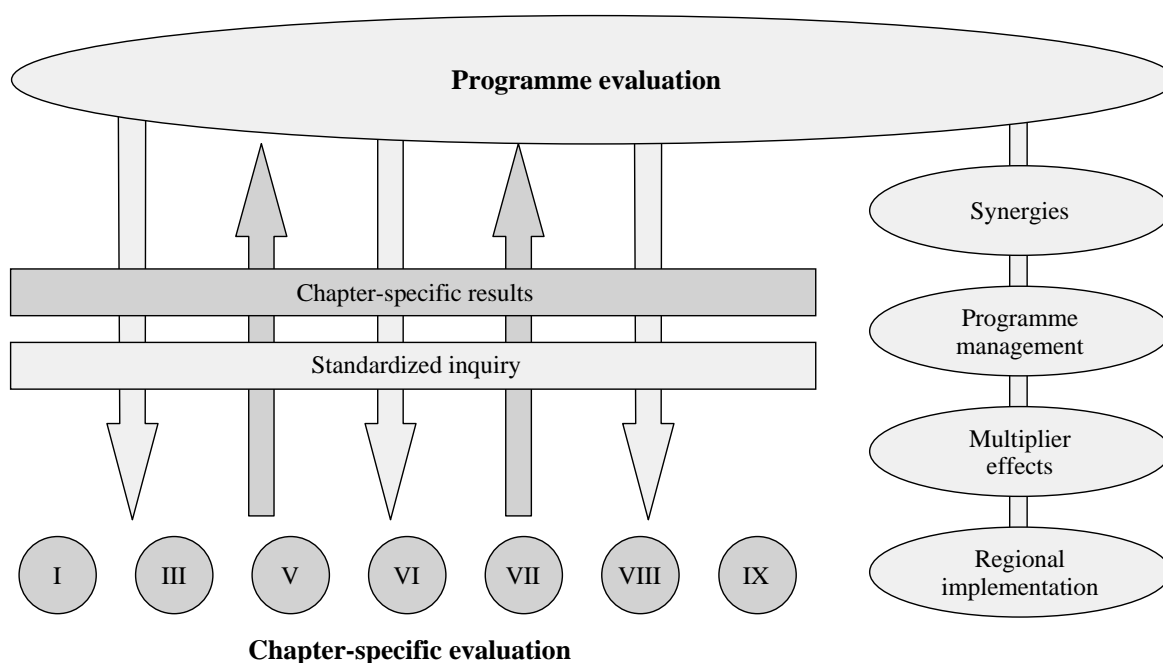 Programme evaluation
Synergies
Chapter-specific results
Programme
management
Standardized inquiry
Multiplier
effects
I III V VI VII VIII IX
Regional
implementation
Chapter-specific evaluation